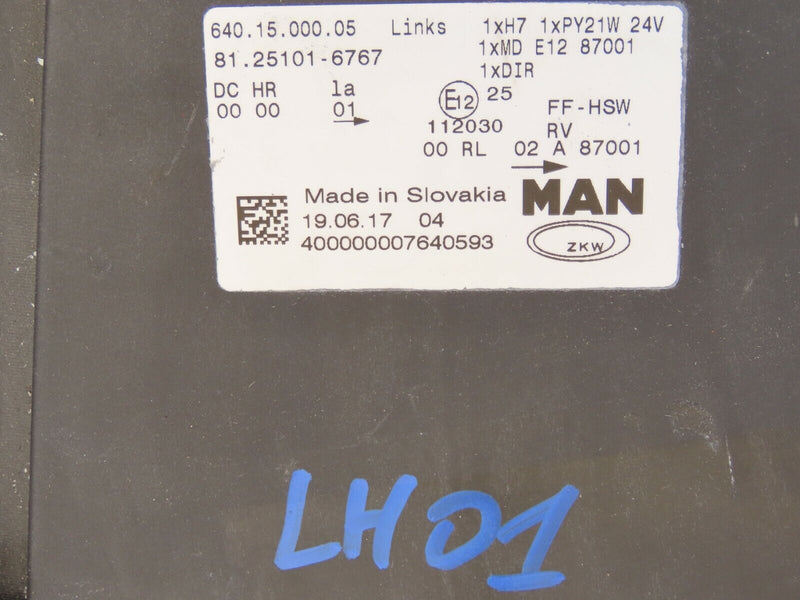 640.15.000.05 Links 1xH7 1xPY21W 24V
81.25101-6767 1xMD E12 87001
1xDIR
DC HR 1a E12 25
00 00 01 FF-HSW
112030 RV
00 RL 02 A 87001
Made in Slovakia MAN
19.06.17 04
400000007640593 ZKW
LH01